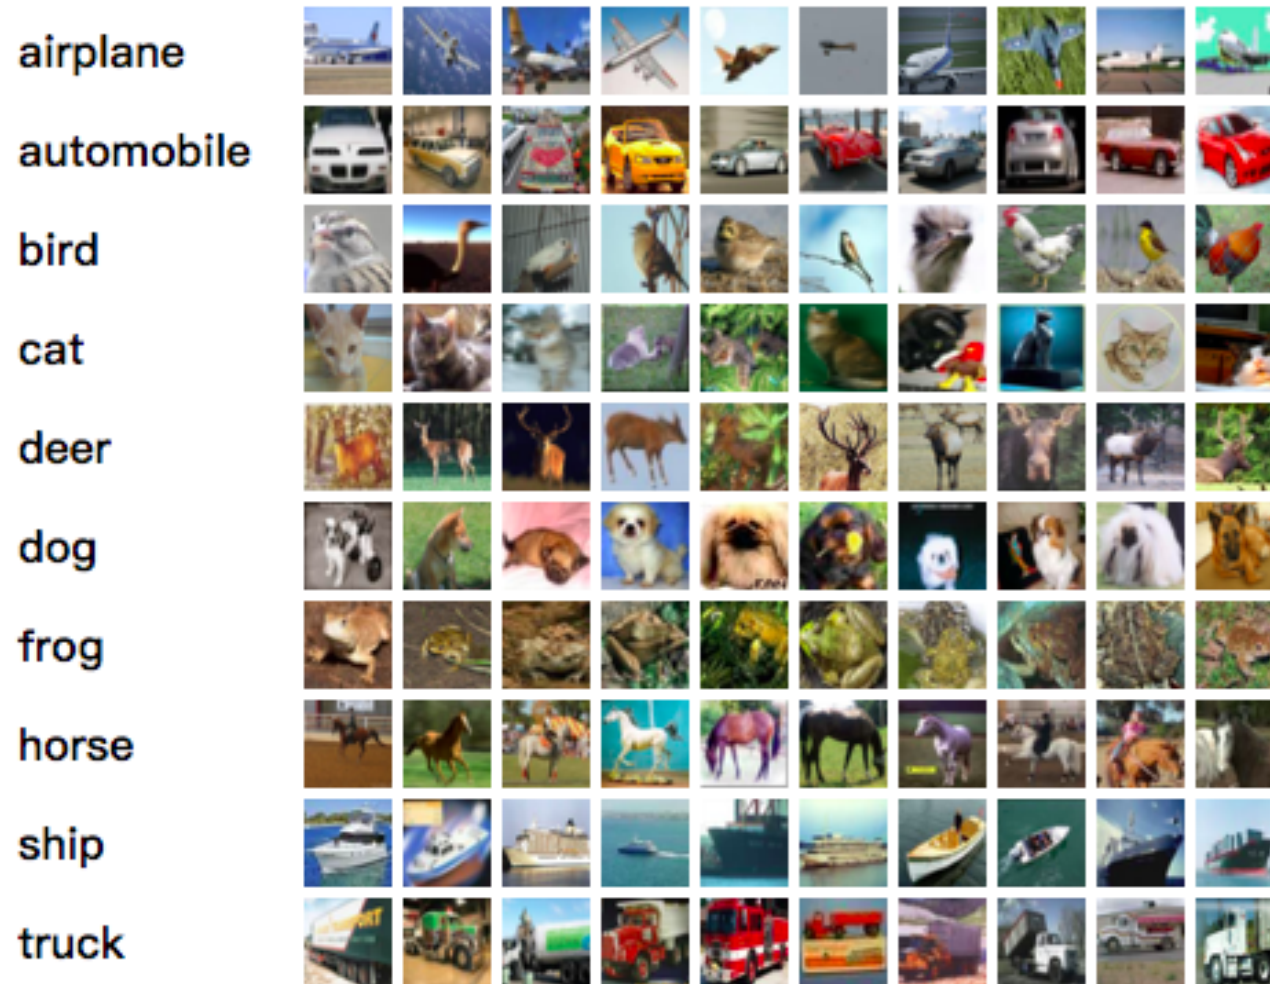 airplane
automobile
bird
cat
deer
dog
frog
horse
ship
truck